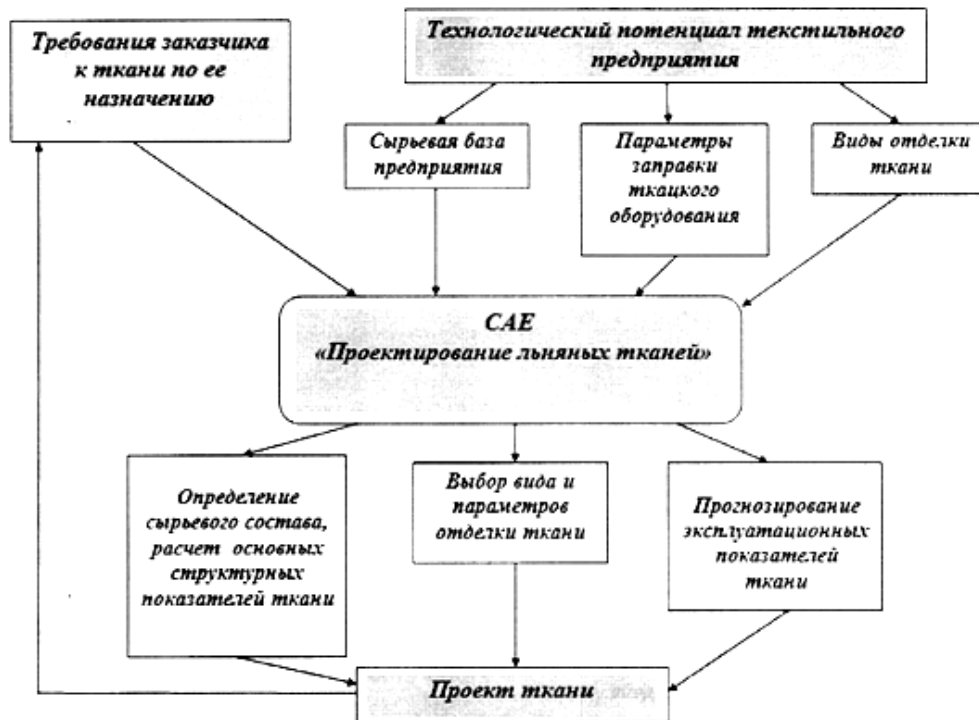 Требования заказчика
к ткани по ее
назначению
Технологический потенциал текстильного
предприятия
Сырьевая база
предприятия
Параметры
заправки
ткацкого
оборудования
Виды отделки
ткани
САЕ
«Проектирование льняных тканей»
Определение
сырьевого состава,
расчет основных
структурных
показателей ткани
Выбор вида и
параметров
отделки ткани
Прогнозирование
эксплуатационных
показателей
ткани
Проект ткани